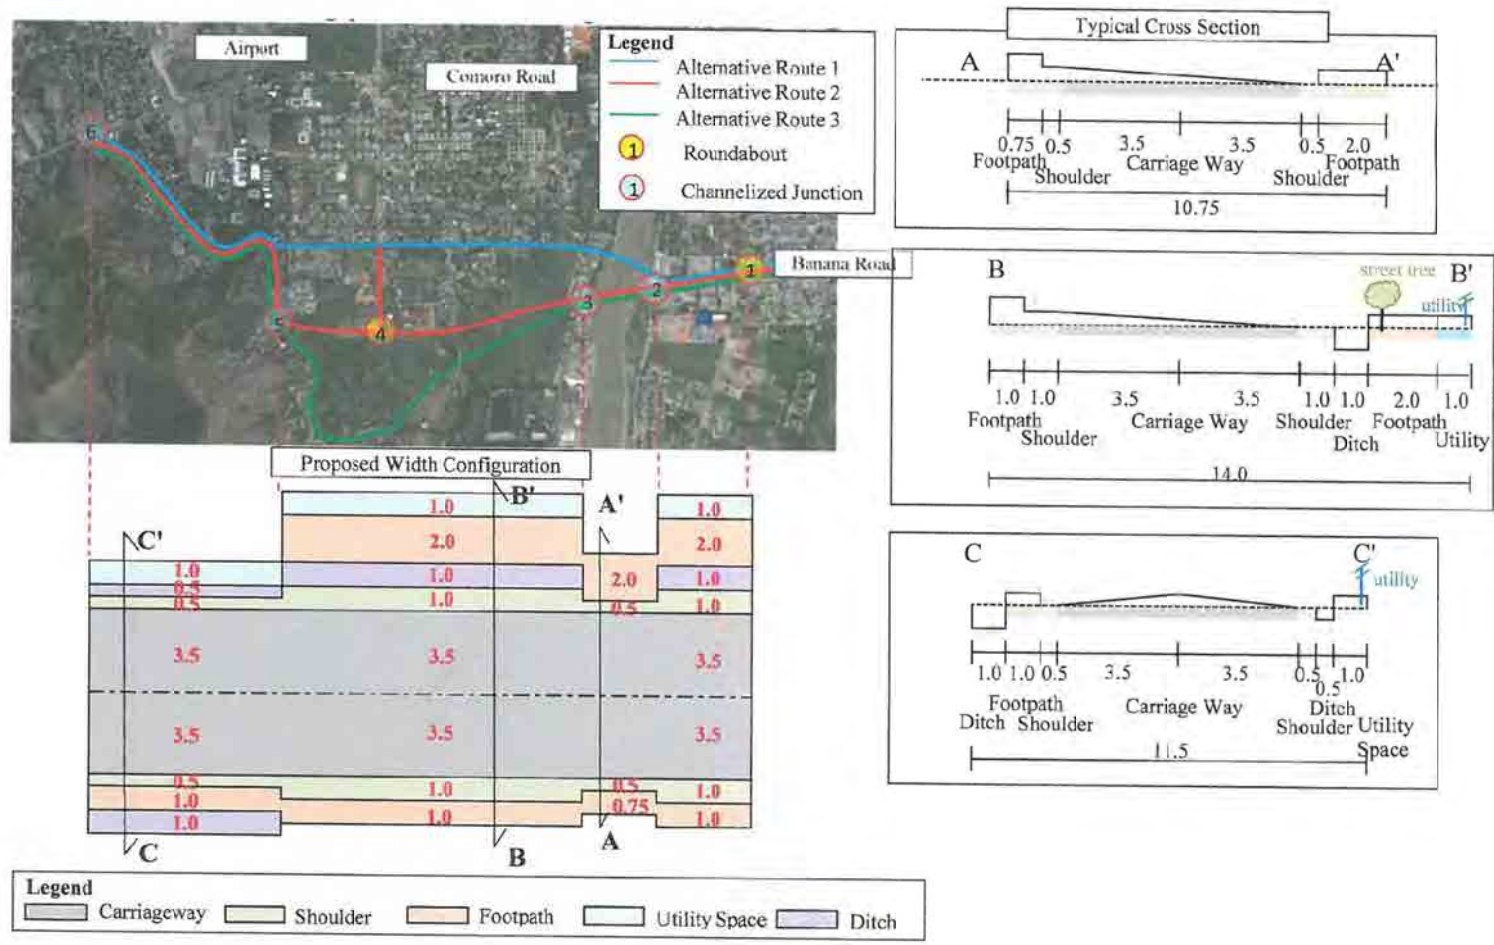 Airport
Comoro Road
Banana Road
Legend
Alternative Route 1
Alternative Route 2
Alternative Route 3
1 Roundabout
1 Channelized Junction
6
5
4
3
2
1
Typical Cross Section
A A'
0.75 0.5 3.5 3.5 0.5 2.0
Footpath Shoulder Carriage Way Shoulder Footpath
10.75
B B'
street tree
utility
1.0 1.0 3.5 3.5 1.0 1.0 2.0 1.0
Footpath Shoulder Carriage Way Shoulder Ditch Footpath Utility
14.0
C C'
utility
1.0 1.0 0.5 3.5 3.5 0.5 0.5 1.0
Ditch Footpath Shoulder Carriage Way Shoulder Ditch Utility Space
11.5
Proposed Width Configuration
C' B' A'
1.0 1.0
2.0 2.0
1.0 1.0 2.0 1.0
0.5
0.5 1.0 0.5 1.0
3.5 3.5 3.5
3.5 3.5 3.5
0.5 1.0 0.5 1.0
1.0 1.0 0.75 1.0
1.0
C B A
Legend
Carriageway Shoulder Footpath Utility Space Ditch